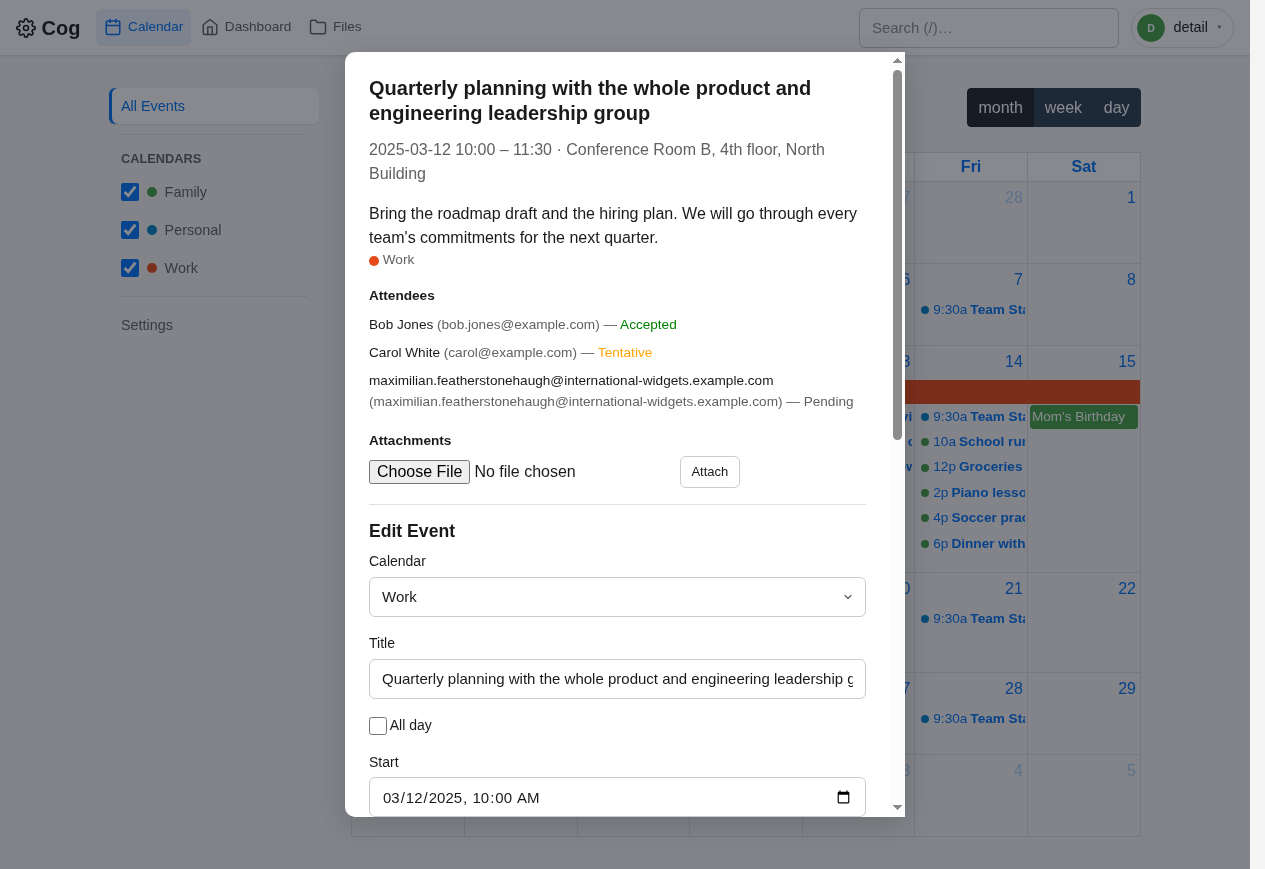 Cog
Calendar
Dashboard
Files
Search (/)…
D
detail
All Events
CALENDARS
Family
Personal
Work
Settings
month
week
day
Fri
Sat
28
1
7
8
9:30a Team Sta
14
15
9:30a Team Sta
Mom's Birthday
10a School rur
12p Groceries
2p Piano lesso
4p Soccer prac
6p Dinner with
21
22
9:30a Team Sta
28
29
9:30a Team Sta
4
5
Quarterly planning with the whole product and
engineering leadership group
2025-03-12 10:00 – 11:30 · Conference Room B, 4th floor, North
Building
Bring the roadmap draft and the hiring plan. We will go through every
team's commitments for the next quarter.
Work
Attendees
Bob Jones (bob.jones@example.com) — Accepted
Carol White (carol@example.com) — Tentative
maximilian.featherstonehaugh@international-widgets.example.com
(maximilian.featherstonehaugh@international-widgets.example.com) — Pending
Attachments
Choose File No file chosen
Attach
Edit Event
Calendar
Work
Title
Quarterly planning with the whole product and engineering leadership g
All day
Start
03/12/2025, 10:00 AM